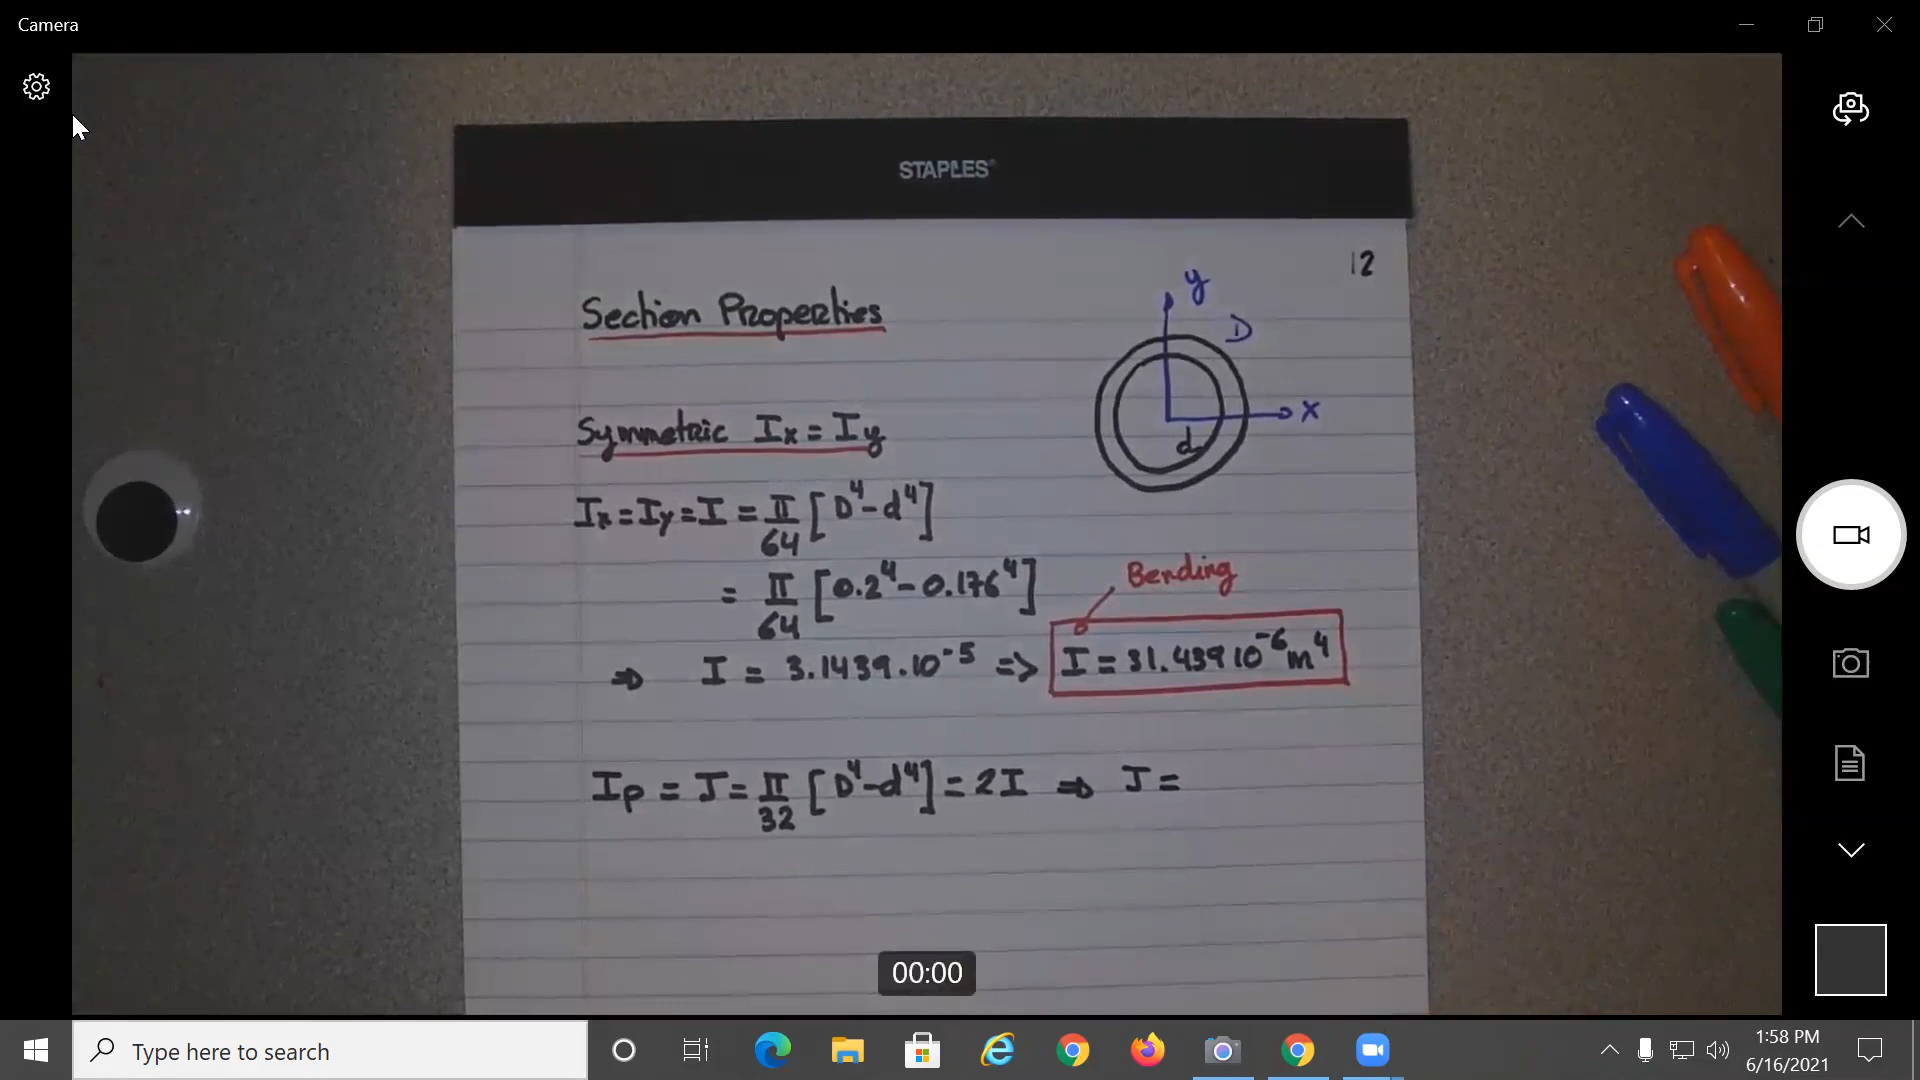 Camera
STAPLES
12
Section Properties
y
D
x
d
Symmetric Ix = Iy
Ix = Iy = I = π/64 [D⁴ - d⁴]
= π/64 [0.2⁴ - 0.176⁴]
Bending
⇒ I = 3.1439.10⁻⁵ => I = 31.439 10⁻⁶ m⁴
Ip = J = π/32 [D⁴ - d⁴] = 2I ⇒ J =
00:00
Type here to search
1:58 PM
6/16/2021